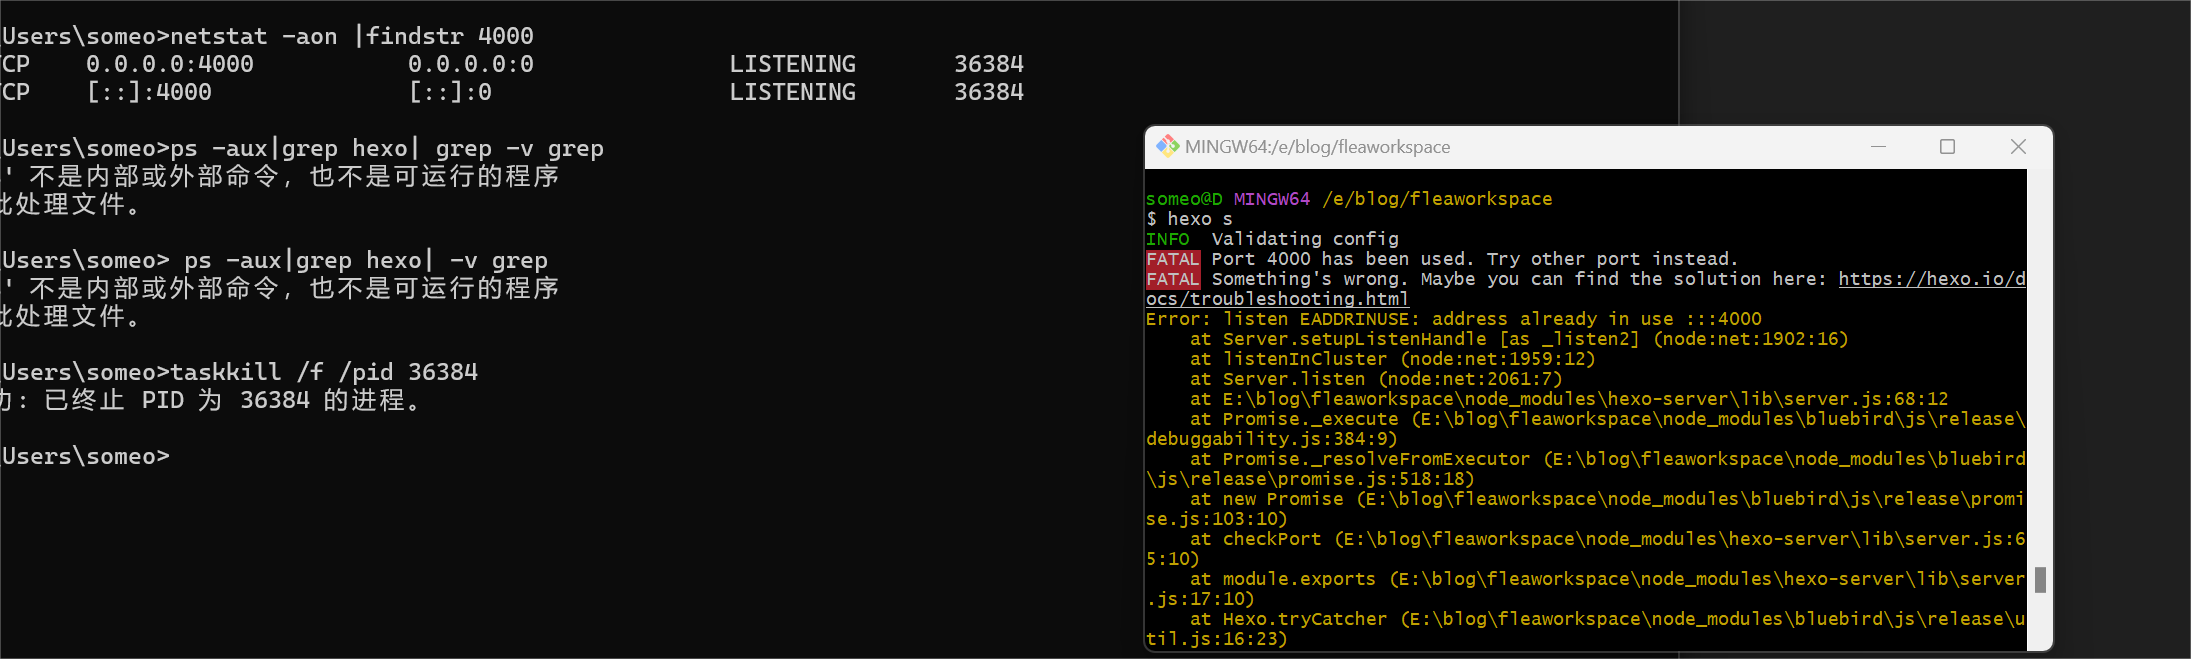 Users\someo>netstat -aon |findstr 4000
CP 0.0.0.0:4000 0.0.0.0:0 LISTENING 36384
CP [::]:4000 [::]:0 LISTENING 36384
Users\someo>ps -aux|grep hexo| grep -v grep
' 不是内部或外部命令，也不是可运行的程序
批处理文件。
Users\someo> ps -aux|grep hexo| -v grep
' 不是内部或外部命令，也不是可运行的程序
批处理文件。
Users\someo>taskkill /f /pid 36384
功: 已终止 PID 为 36384 的进程。
Users\someo>
MINGW64:/e/blog/fleaworkspace
someo@D MINGW64 /e/blog/fleaworkspace
$ hexo s
INFO Validating config
FATAL Port 4000 has been used. Try other port instead.
FATAL Something's wrong. Maybe you can find the solution here: https://hexo.io/d
ocs/troubleshooting.html
Error: listen EADDRINUSE: address already in use :::4000
at Server.setupListenHandle [as _listen2] (node:net:1902:16)
at listenInCluster (node:net:1959:12)
at Server.listen (node:net:2061:7)
at E:\blog\fleaworkspace\node_modules\hexo-server\lib\server.js:68:12
at Promise._execute (E:\blog\fleaworkspace\node_modules\bluebird\js\release\
debuggability.js:384:9)
at Promise._resolveFromExecutor (E:\blog\fleaworkspace\node_modules\bluebird
\js\release\promise.js:518:18)
at new Promise (E:\blog\fleaworkspace\node_modules\bluebird\js\release\promi
se.js:103:10)
at checkPort (E:\blog\fleaworkspace\node_modules\hexo-server\lib\server.js:6
5:10)
at module.exports (E:\blog\fleaworkspace\node_modules\hexo-server\lib\server
.js:17:10)
at Hexo.tryCatcher (E:\blog\fleaworkspace\node_modules\bluebird\js\release\u
til.js:16:23)